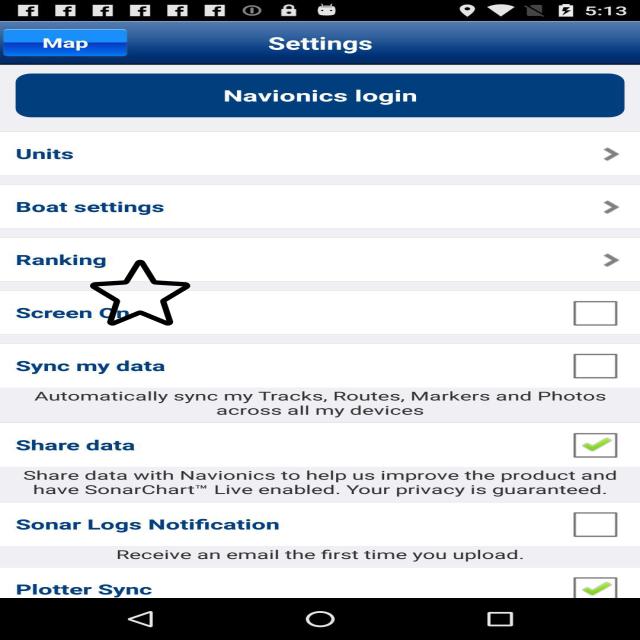 5:13
Map
Settings
Navionics login
Units
Boat settings
Ranking
Screen On
Sync my data
Automatically sync my Tracks, Routes, Markers and Photos
across all my devices
Share data
Share data with Navionics to help us improve the product and
have SonarChart™ Live enabled. Your privacy is guaranteed.
Sonar Logs Notification
Receive an email the first time you upload.
Plotter Sync